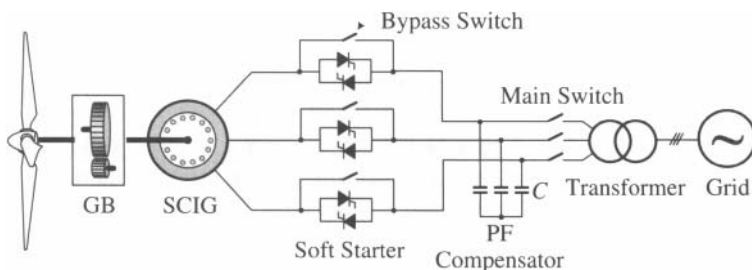 Bypass Switch
Main Switch
GB
SCIG
Soft Starter
C
PF
Compensator
Transformer
Grid